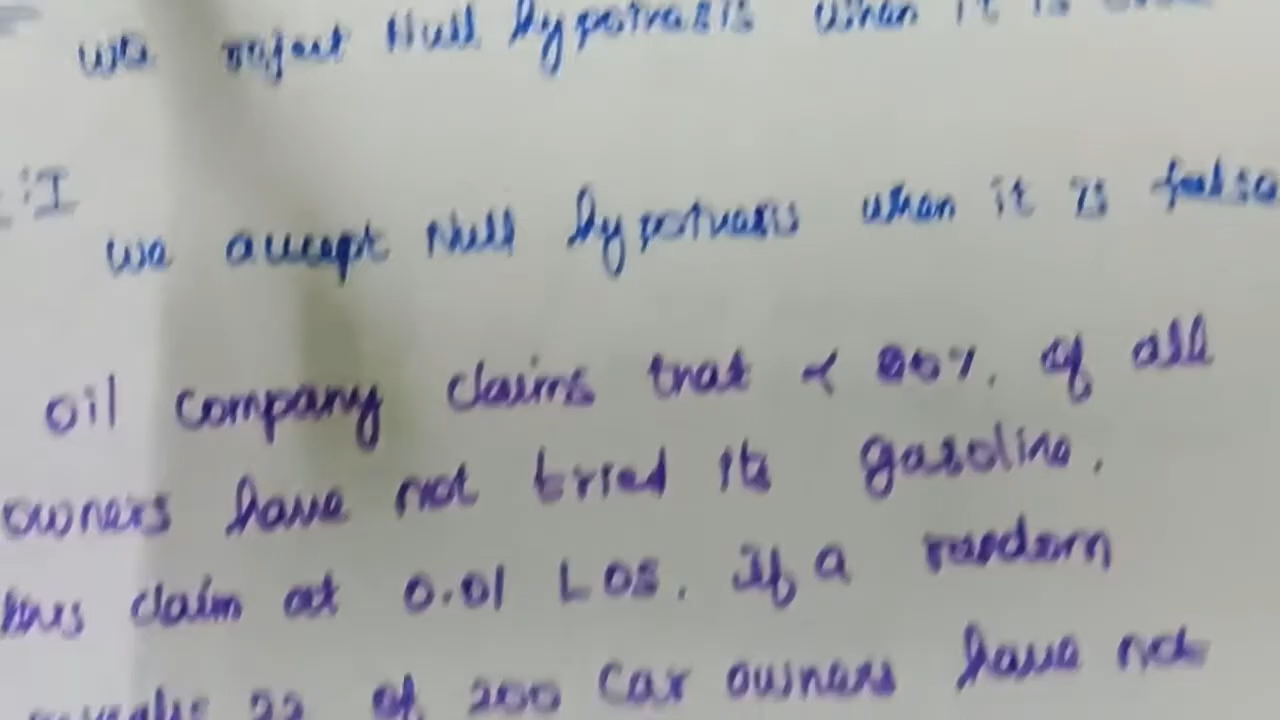 we reject Null hypothesis when it is
:II
we accept Null hypothesis when it is false
oil company claims that < 20% of all
owners have not tried its gasoline.
this claim at 0.01 LOS. If a random
22 of 200 car owners have not